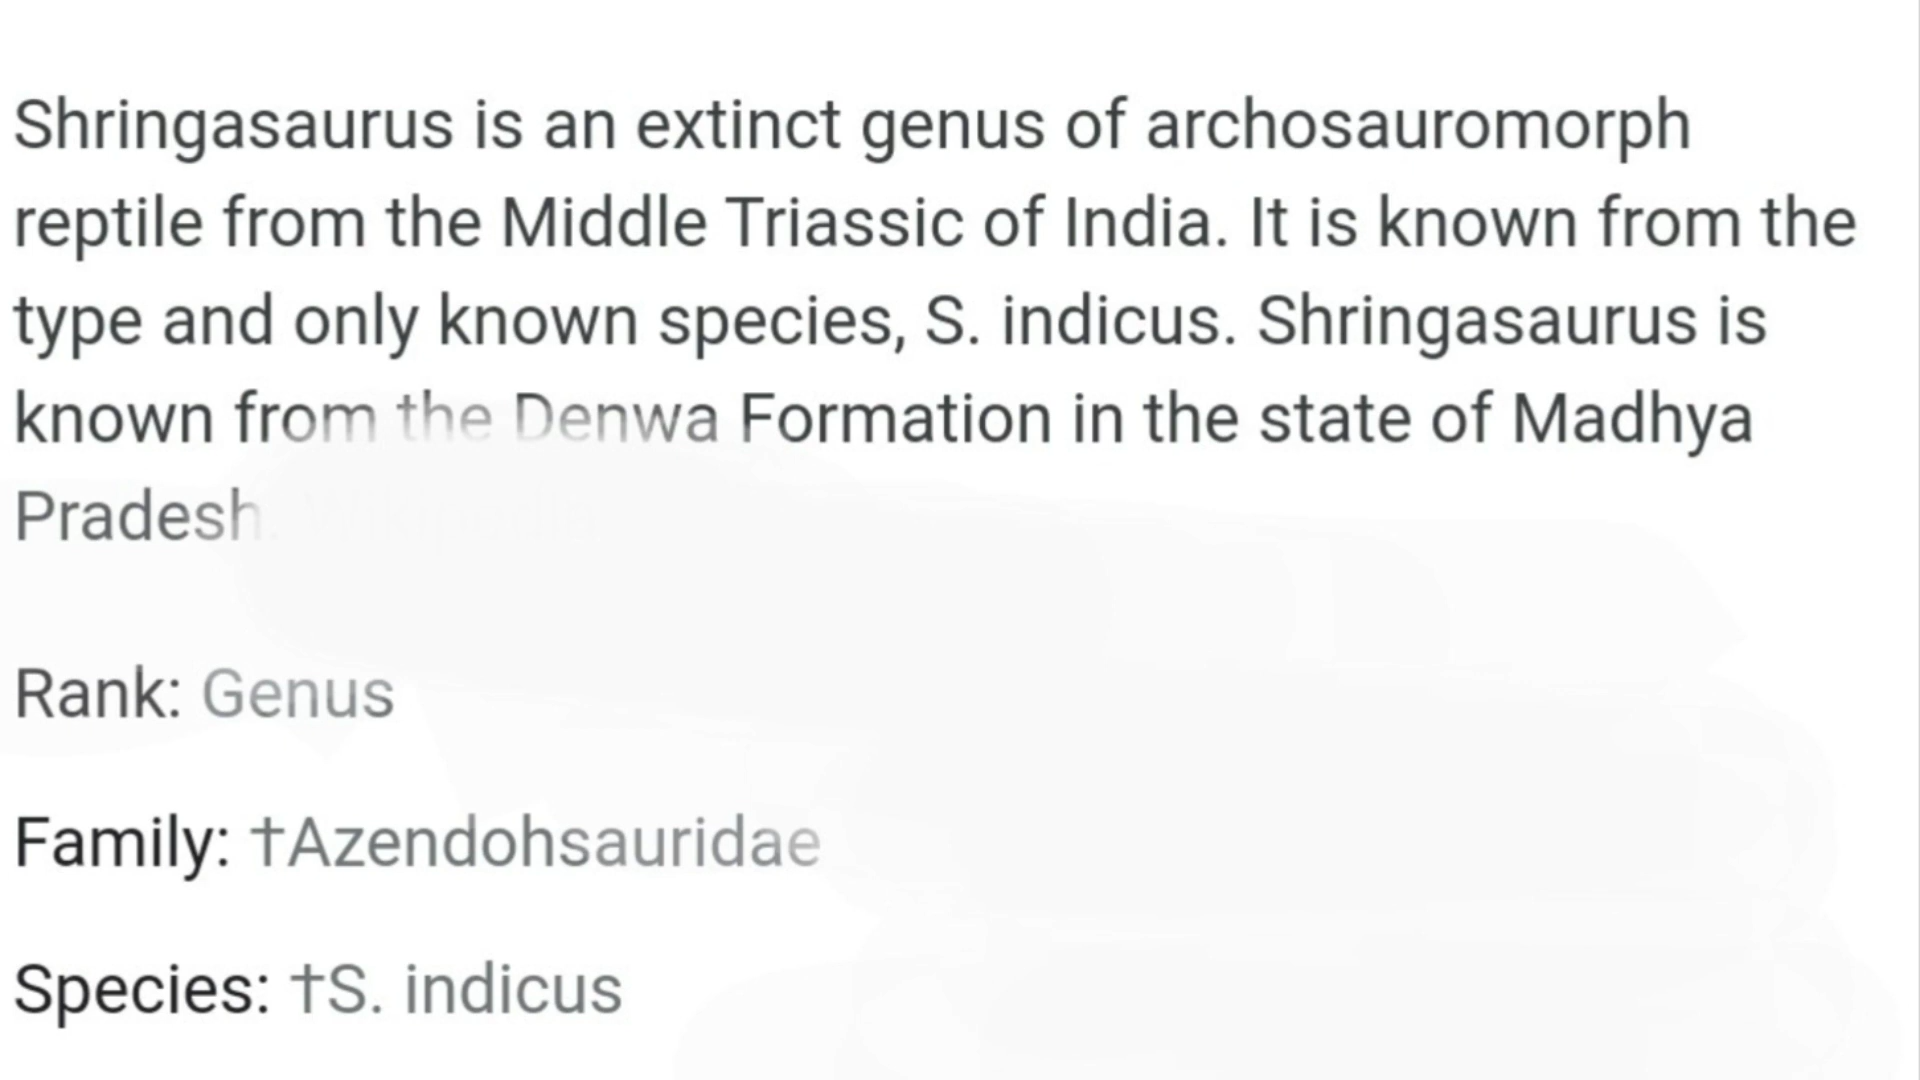 Shringasaurus is an extinct genus of archosauromorph
reptile from the Middle Triassic of India. It is known from the
type and only known species, S. indicus. Shringasaurus is
known from the Denwa Formation in the state of Madhya
Pradesh. Wikipedia
Rank: Genus
Family: †Azendohsauridae
Species: †S. indicus